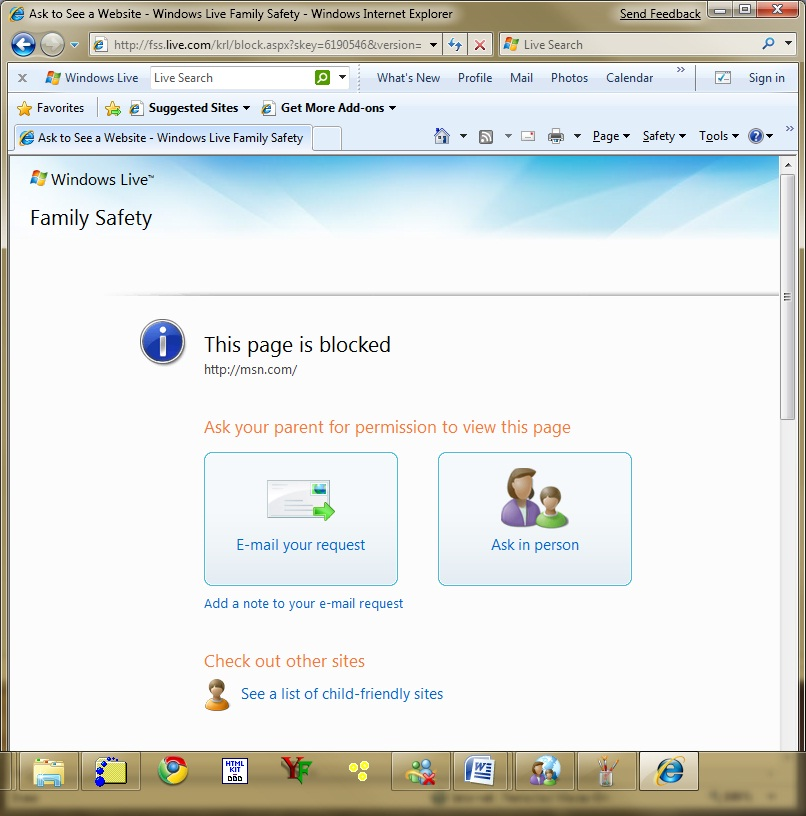 Ask to See a Website - Windows Live Family Safety - Windows Internet Explorer
Send Feedback
http://fss.live.com/krl/block.aspx?skey=6190546&version=
Live Search
Windows Live
Live Search
What's New
Profile
Mail
Photos
Calendar
»
Sign in
Favorites
Suggested Sites
Get More Add-ons
Ask to See a Website - Windows Live Family Safety
Page
Safety
Tools
»
Windows Live™
Family Safety
This page is blocked
http://msn.com/
Ask your parent for permission to view this page
E-mail your request
Ask in person
Add a note to your e-mail request
Check out other sites
See a list of child-friendly sites
HTML
KIT
YF
W